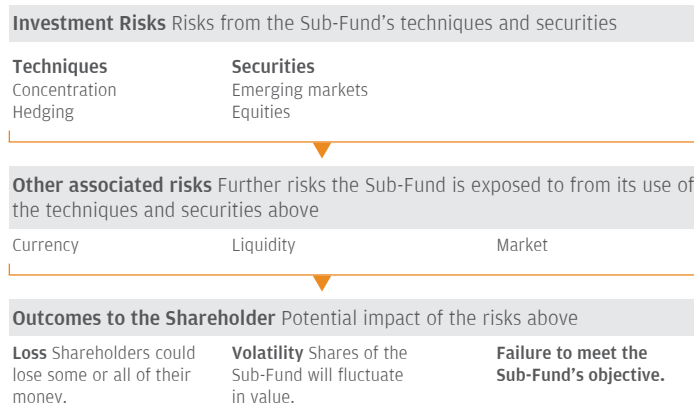 Investment Risks Risks from the Sub-Fund's techniques and securities
Techniques Securities
Concentration Emerging markets
Hedging Equities
Other associated risks Further risks the Sub-Fund is exposed to from its use of
the techniques and securities above
Currency Liquidity Market
Outcomes to the Shareholder Potential impact of the risks above
Loss Shareholders could
lose some or all of their
money.
Volatility Shares of the
Sub-Fund will fluctuate
in value.
Failure to meet the
Sub-Fund's objective.